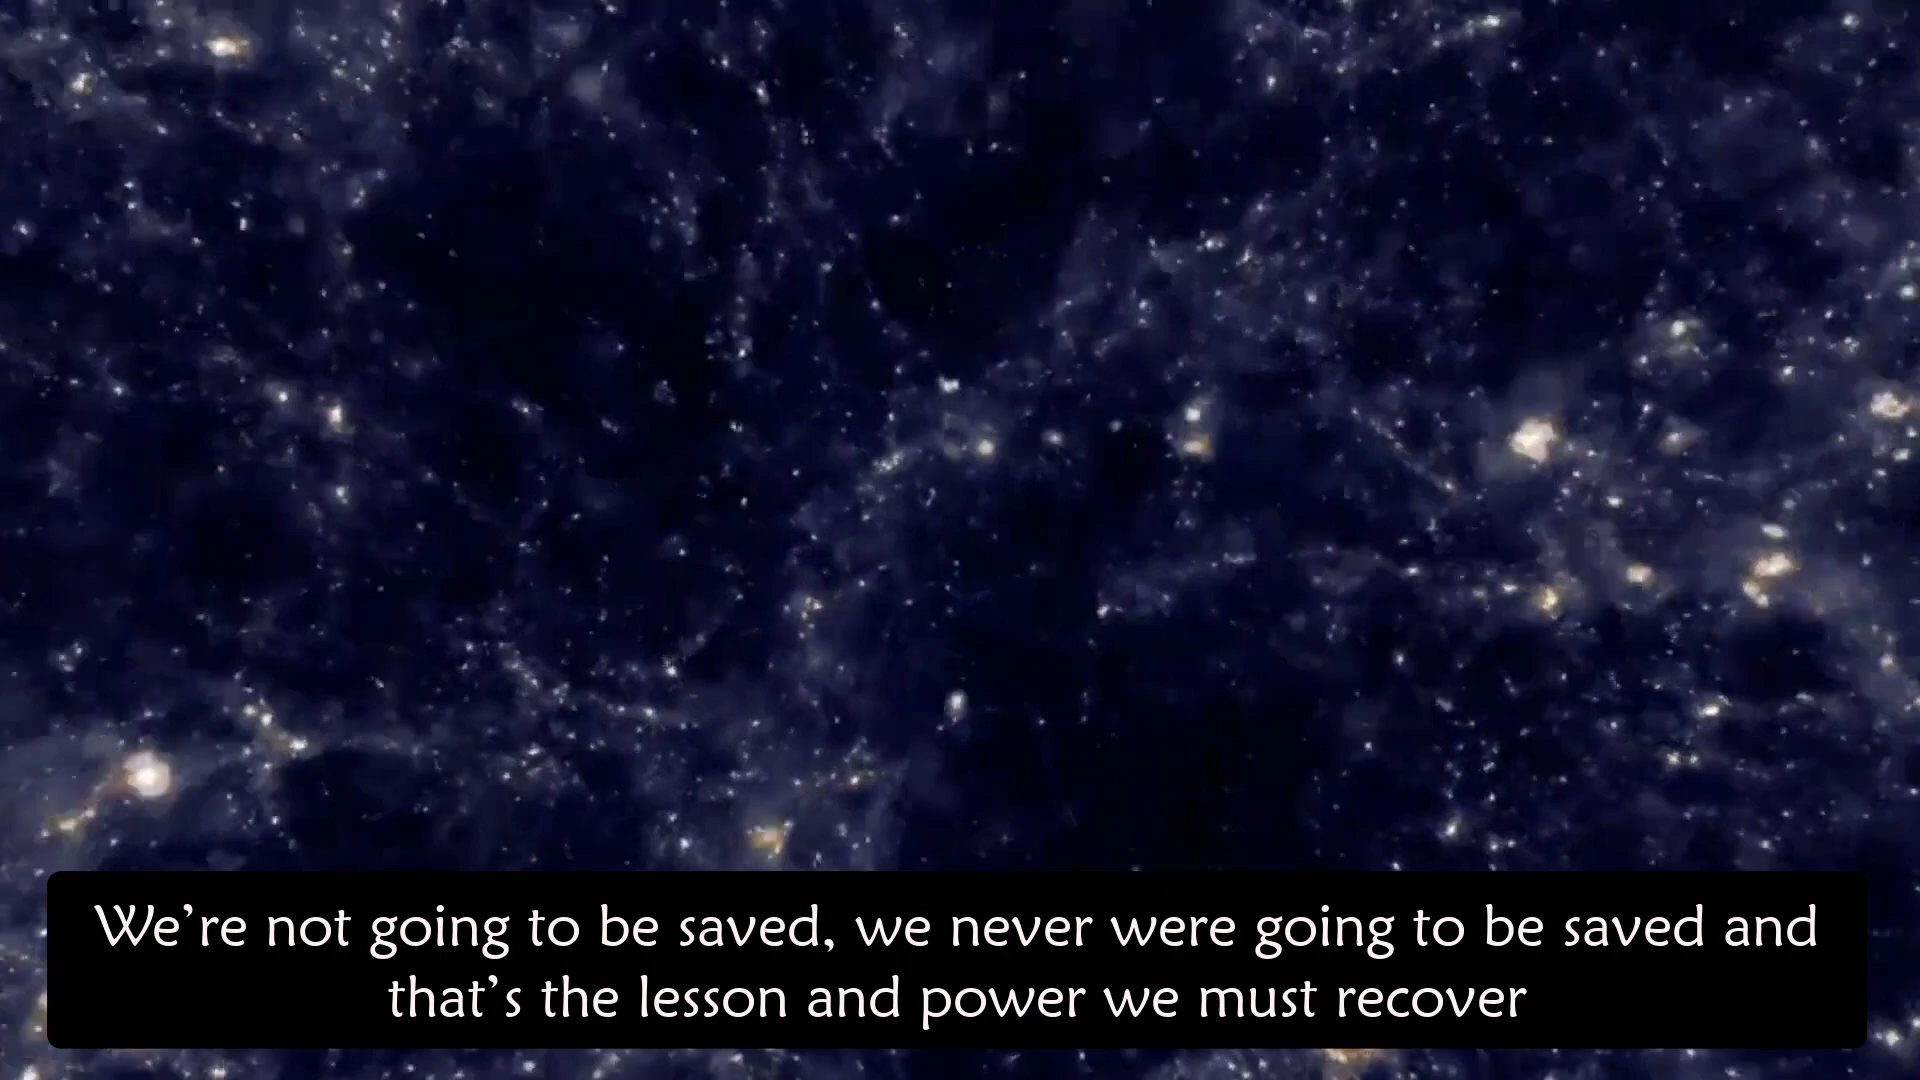 We’re not going to be saved, we never were going to be saved and
that’s the lesson and power we must recover